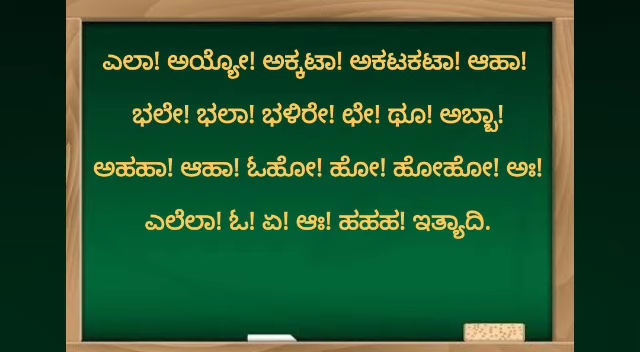 ಎಲಾ! ಅಯ್ಯೋ! ಅಕ್ಕಟಾ! ಅಕಟಕಟಾ! ಆಹಾ!
ಭಲೇ! ಭಲಾ! ಭಳಿರೇ! ಛೇ! ಥೂ! ಅಬ್ಬಾ!
ಅಹಹಾ! ಆಹಾ! ಓಹೋ! ಹೋ! ಹೋಹೋ! ಅಃ!
ಎಲೆಲಾ! ಓ! ಏ! ಆಃ! ಹಹಹ! ಇತ್ಯಾದಿ.